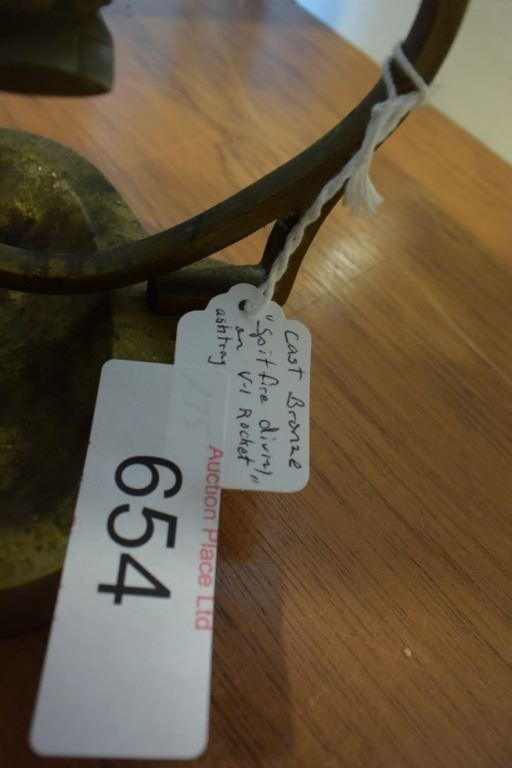 Cast Bronze
"Spitfire diving
on V-1 Rocket"
ashtray
Auction Place Ltd
654